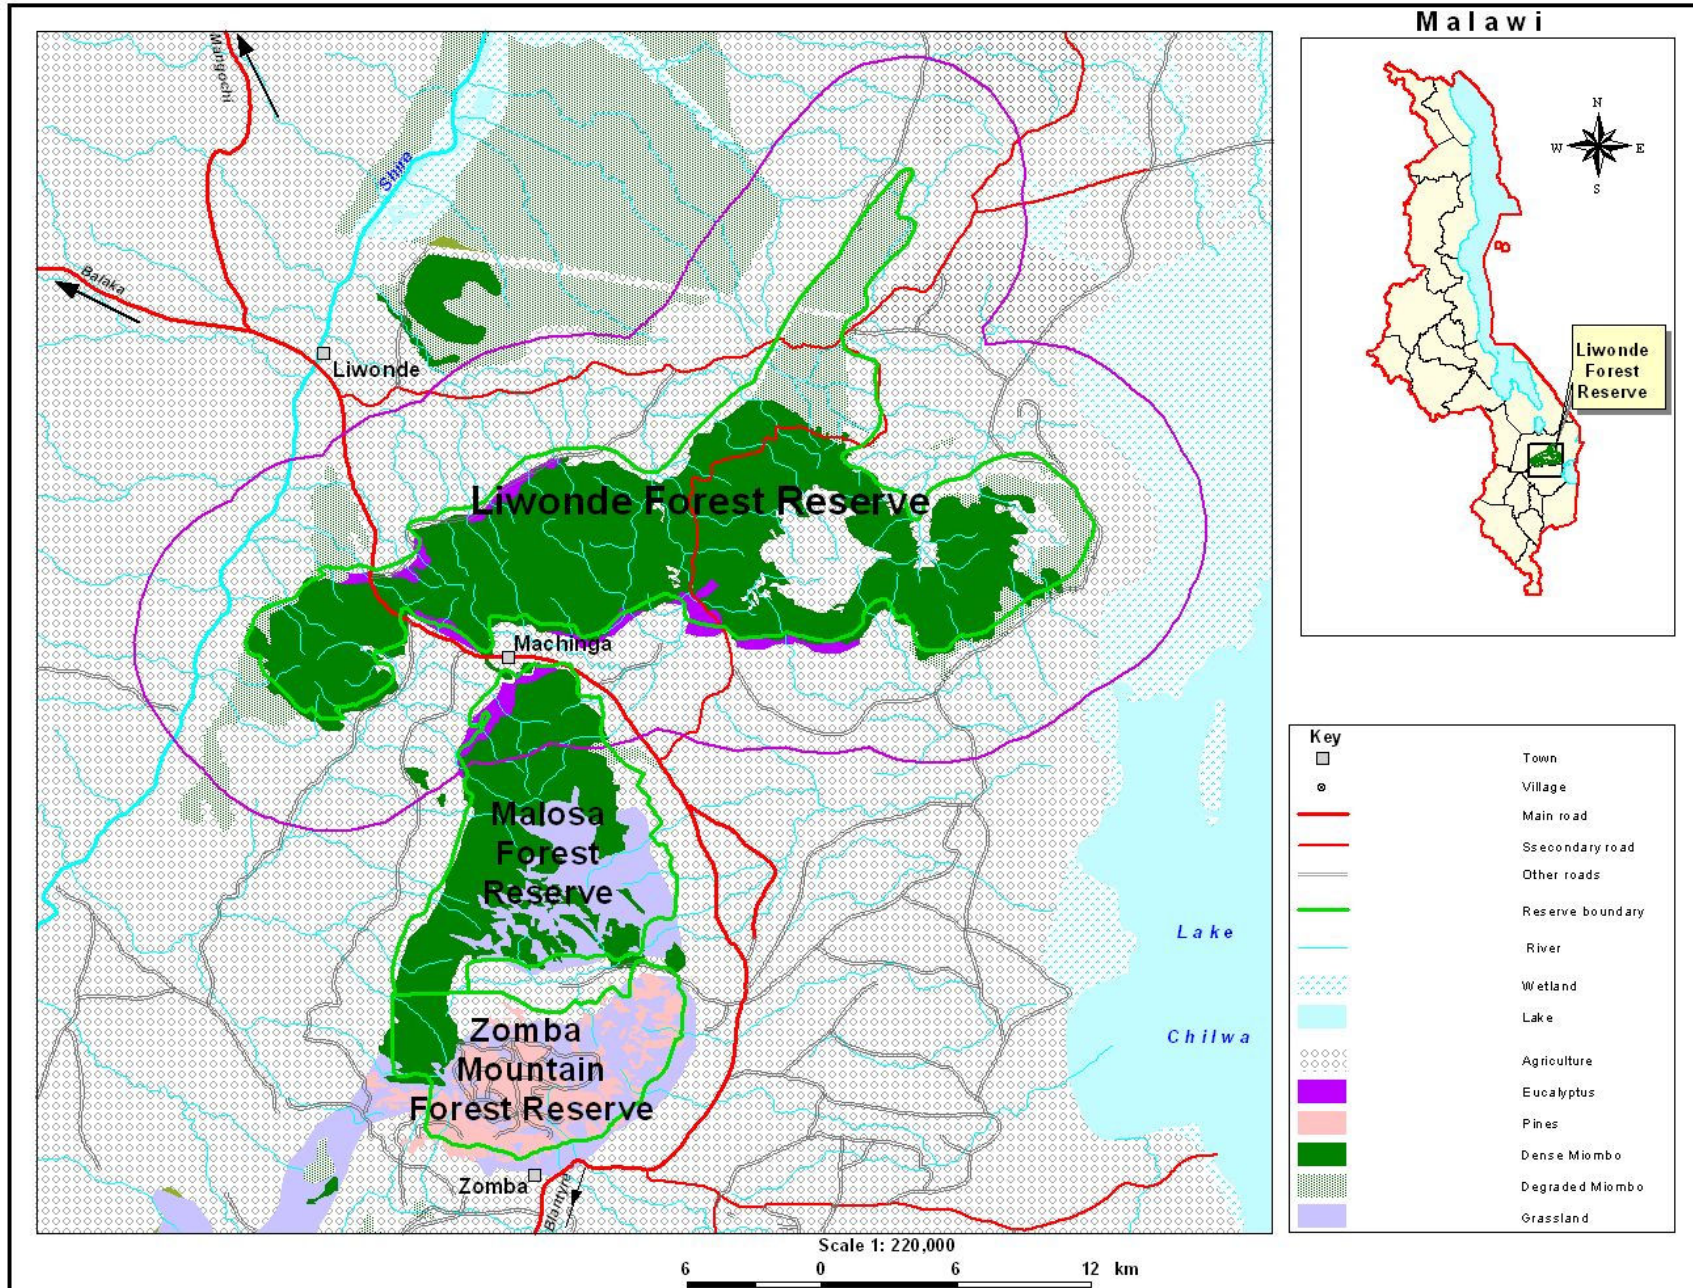 Malawi
Mangochi
Shire
Balaka
Liwonde
Liwonde Forest Reserve
Machinga
Malosa
Forest
Reserve
Lake
Chilwa
Zomba
Mountain
Forest Reserve
Zomba
Blantyre
Scale 1: 220,000
6 0 6 12 km
N
W E
S
Liwonde
Forest
Reserve
Key
Town
Village
Main road
Ssecondary road
Other roads
Reserve boundary
River
Wetland
Lake
Agriculture
Eucalyptus
Pines
Dense Miombo
Degraded Miombo
Grassland